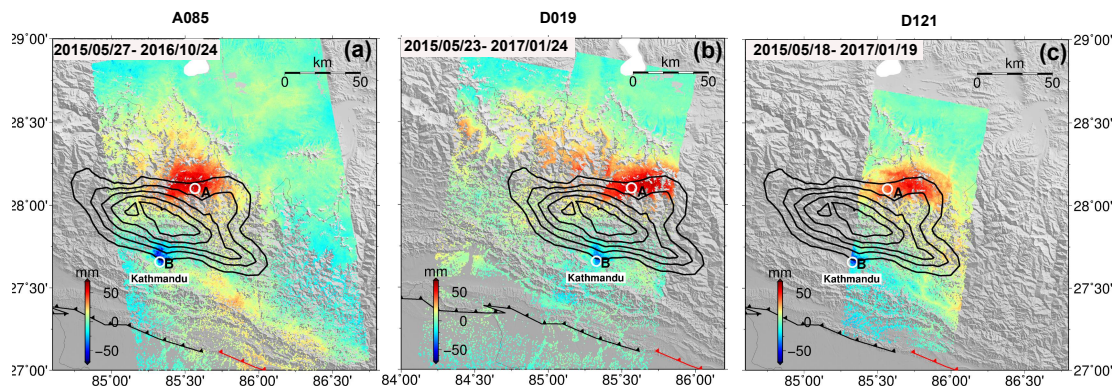 A085
D019
D121
2015/05/27- 2016/10/24
(a)
2015/05/23- 2017/01/24
(b)
2015/05/18- 2017/01/19
(c)
km
0 50
km
0 50
km
0 50
A
B
Kathmandu
A
B
Kathmandu
A
B
Kathmandu
mm
50
0
−50
mm
50
0
−50
mm
50
0
−50
29°00'
28°30'
28°00'
27°30'
27°00'
29°00'
28°30'
28°00'
27°30'
27°00'
85°00' 85°30' 86°00' 86°30'
84°00' 84°30' 85°00' 85°30' 86°00'
85°00' 85°30' 86°00' 86°30'